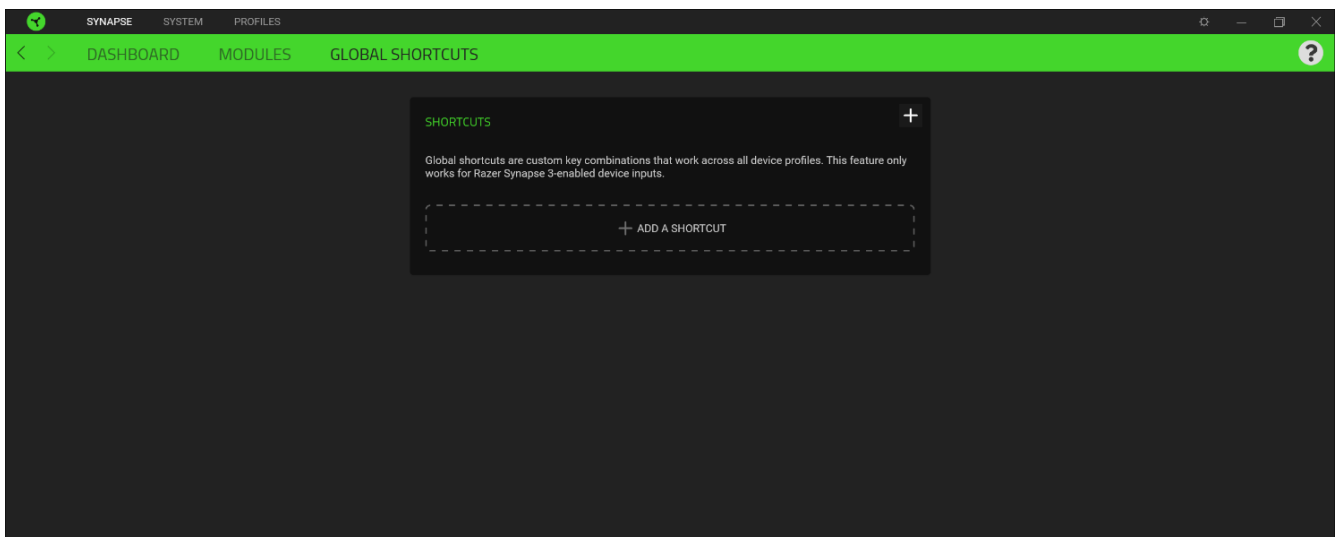 SYNAPSE SYSTEM PROFILES
DASHBOARD MODULES GLOBAL SHORTCUTS ?
SHORTCUTS
Global shortcuts are custom key combinations that work across all device profiles. This feature only
works for Razer Synapse 3-enabled device inputs.
ADD A SHORTCUT